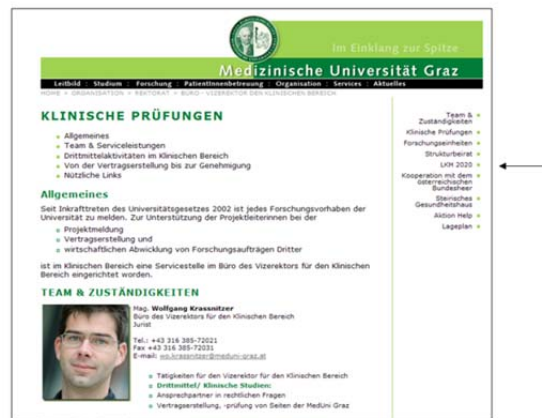 Im Einklang zur Spitze
Medizinische Universität Graz
Leitbild : Studium : Forschung : PatientInnenbetreuung : Organisation : Services : Aktuelles
HOME > ORGANISATION > REKTORAT > BÜRO - VIZEREKTOR DEN KLINISCHEN BEREICH
KLINISCHE PRÜFUNGEN
Allgemeines
Team & Serviceleistungen
Drittmittelaktivitäten im Klinischen Bereich
Von der Vertragserstellung bis zur Genehmigung
Nützliche Links
Allgemeines
Seit Inkrafttreten des Universitätsgesetzes 2002 ist jedes Forschungsvorhaben der
Universität zu melden. Zur Unterstützung der ProjektleiterInnen bei der
Projektmeldung
Vertragserstellung und
wirtschaftlichen Abwicklung von Forschungsaufträgen Dritter
ist im Klinischen Bereich eine Servicestelle im Büro des Vizerektors für den Klinischen
Bereich eingerichtet worden.
TEAM & ZUSTÄNDIGKEITEN
Mag. Wolfgang Krassnitzer
Büro des Vizerektors für den Klinischen Bereich
Jurist
Tel.: +43 316 385-72021
Fax +43 316 385-72031
E-mail: wo.krassnitzer@meduni-graz.at
Tätigkeiten für den Vizerektor für den Klinischen Bereich
Drittmittel/ Klinische Studien:
Ansprechpartner in rechtlichen Fragen
Vertragserstellung, -prüfung von Seiten der MedUni Graz
Team &
Zuständigkeiten
Klinische Prüfungen
Forschungseinheiten
Strukturbeirat
LKH 2020
Kooperation mit dem
österreichischen
Bundesheer
Steirisches
Gesundheitshaus
Aktion Help
Lageplan